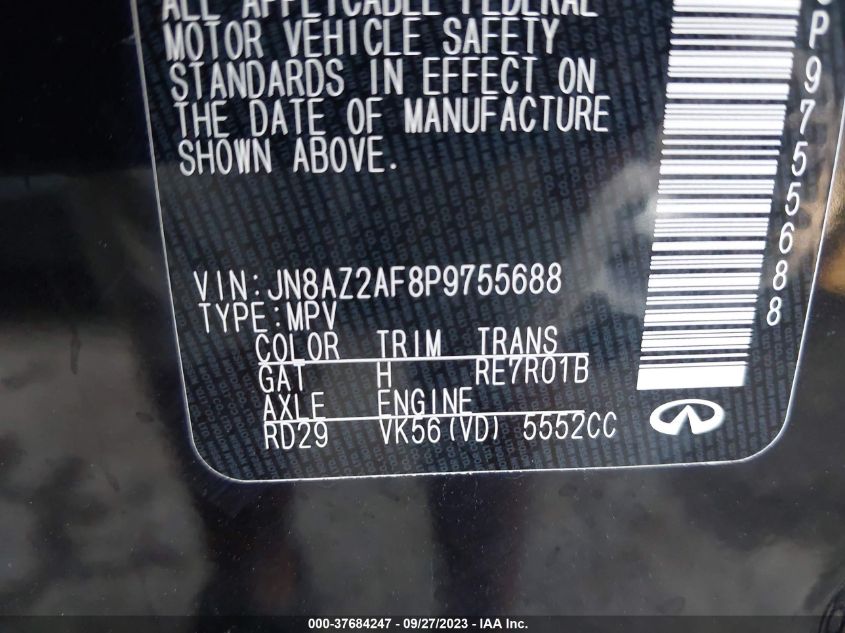 ALL APPLICABLE FEDERAL
MOTOR VEHICLE SAFETY
STANDARDS IN EFFECT ON
THE DATE OF MANUFACTURE
SHOWN ABOVE.
P9755688
VIN:JN8AZ2AF8P9755688
TYPE:MPV
COLOR TRIM TRANS
GAT H RE7R01B
AXLE ENGINE
RD29 VK56(VD) 5552CC
000-37684247 - 09/27/2023 - IAA Inc.